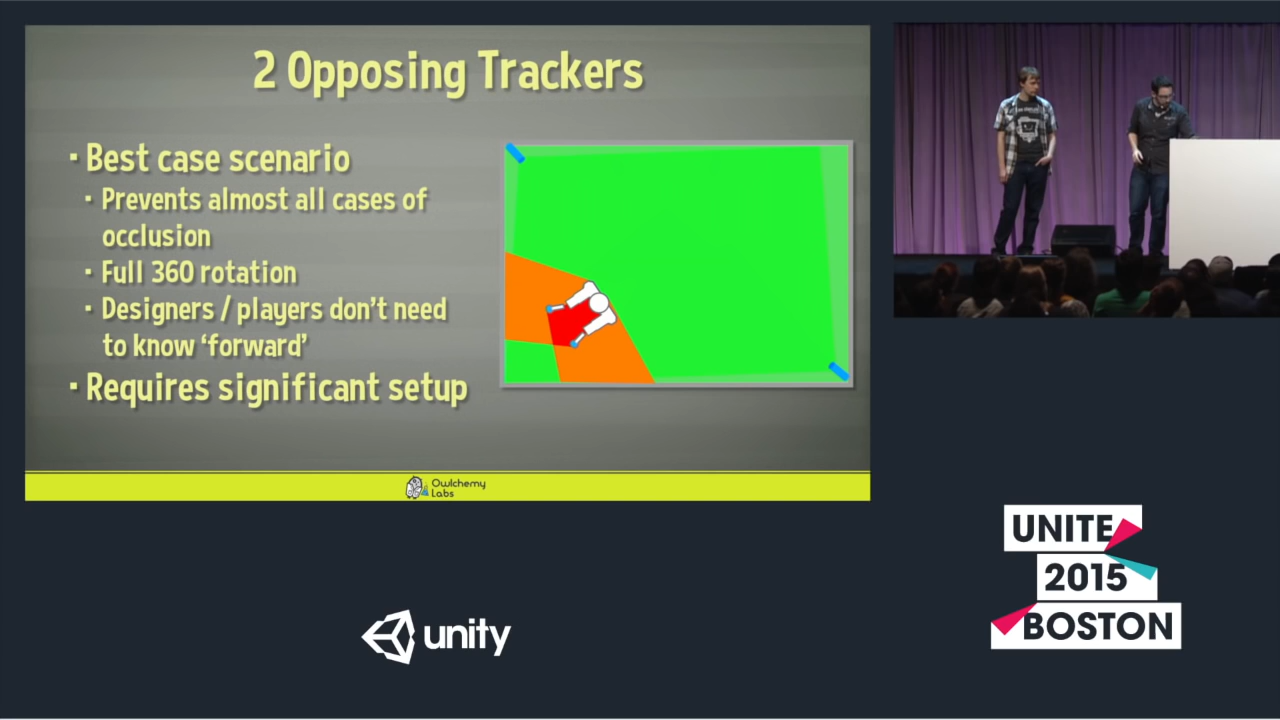 2 Opposing Trackers
▪ Best case scenario
▪ Prevents almost all cases of
occlusion
▪ Full 360 rotation
▪ Designers / players don't need
to know 'forward'
▪ Requires significant setup
Owlchemy
Labs
unity
UNITE
2015
BOSTON